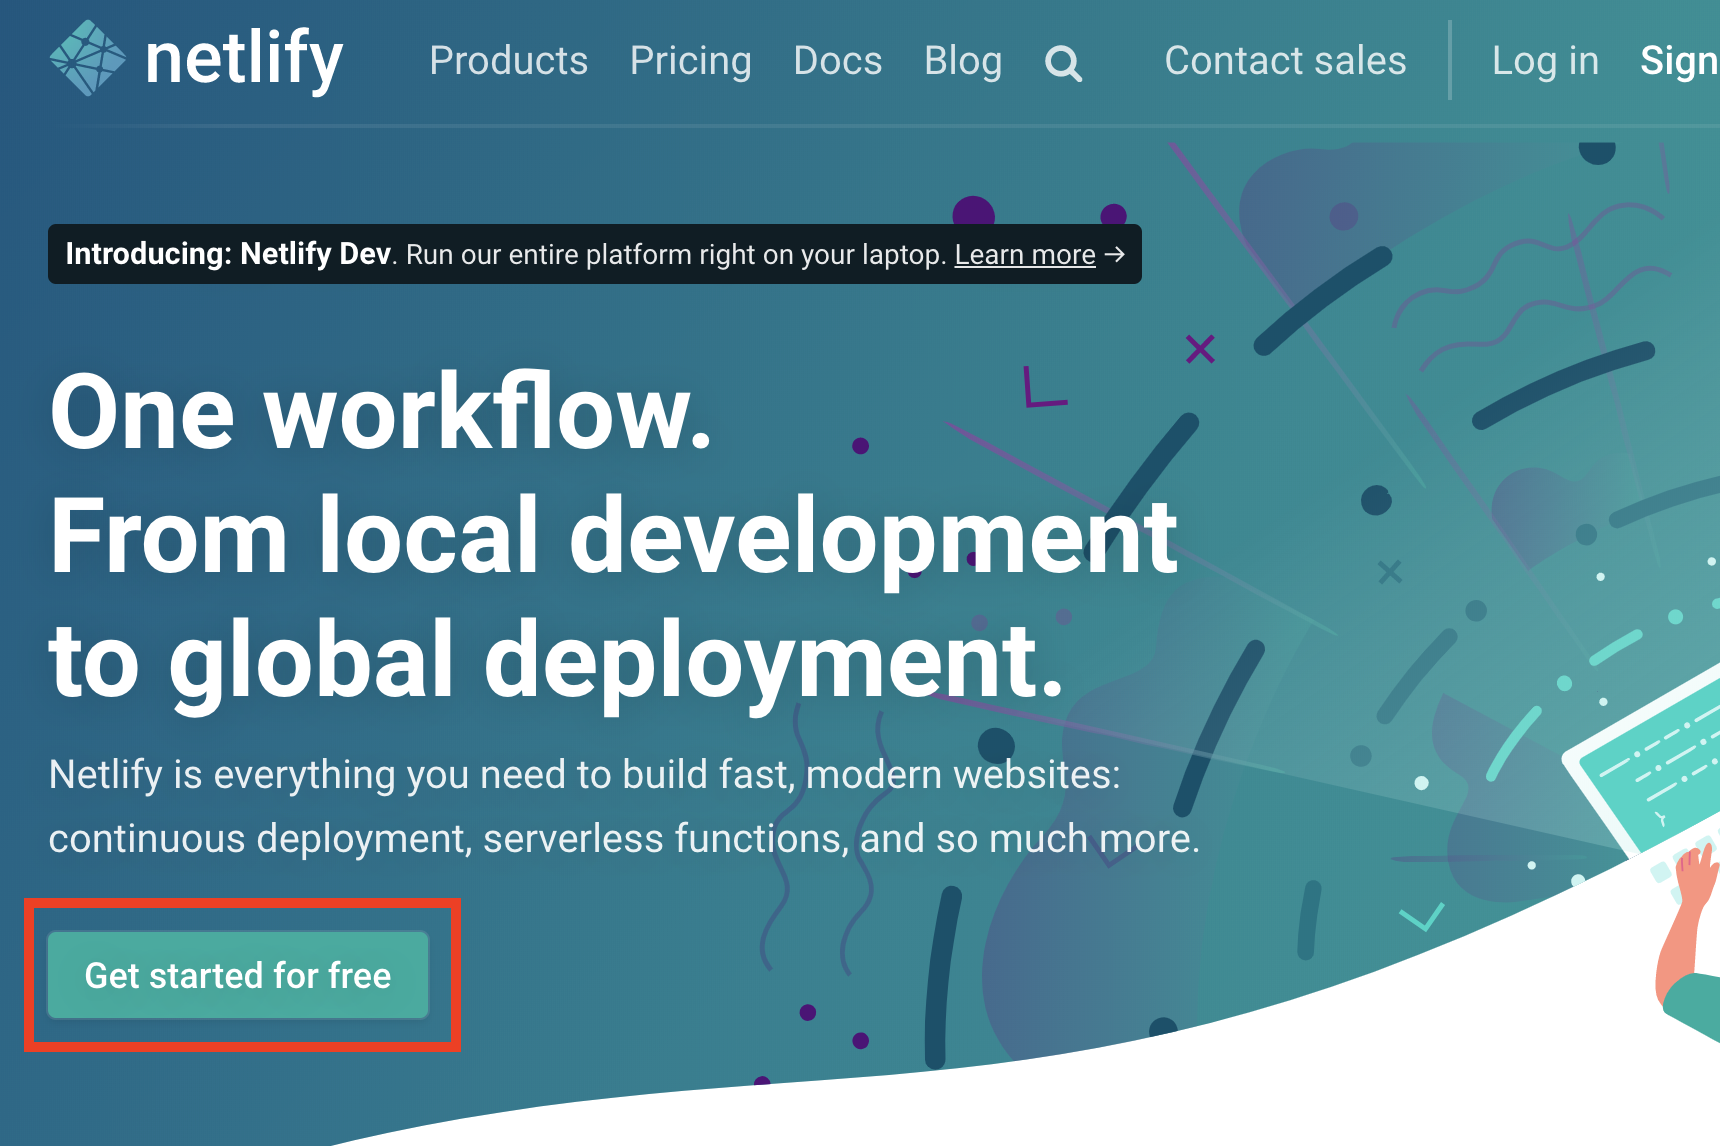 netlify Products Pricing Docs Blog Contact sales Log in Sign
Introducing: Netlify Dev. Run our entire platform right on your laptop. Learn more →
One workflow.
From local development
to global deployment.
Netlify is everything you need to build fast, modern websites:
continuous deployment, serverless functions, and so much more.
Get started for free